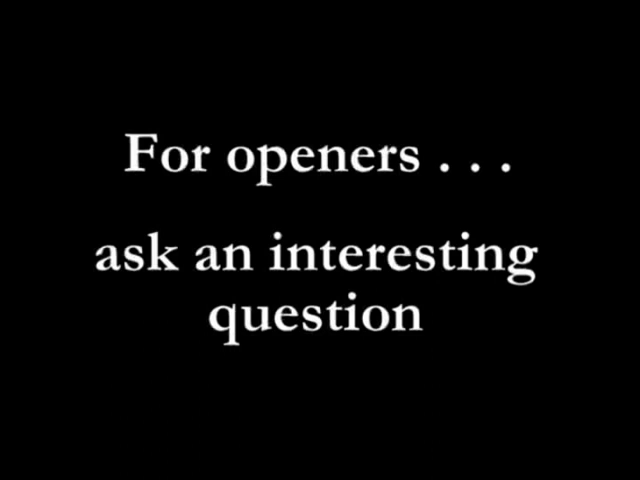 For openers . . .
ask an interesting
question